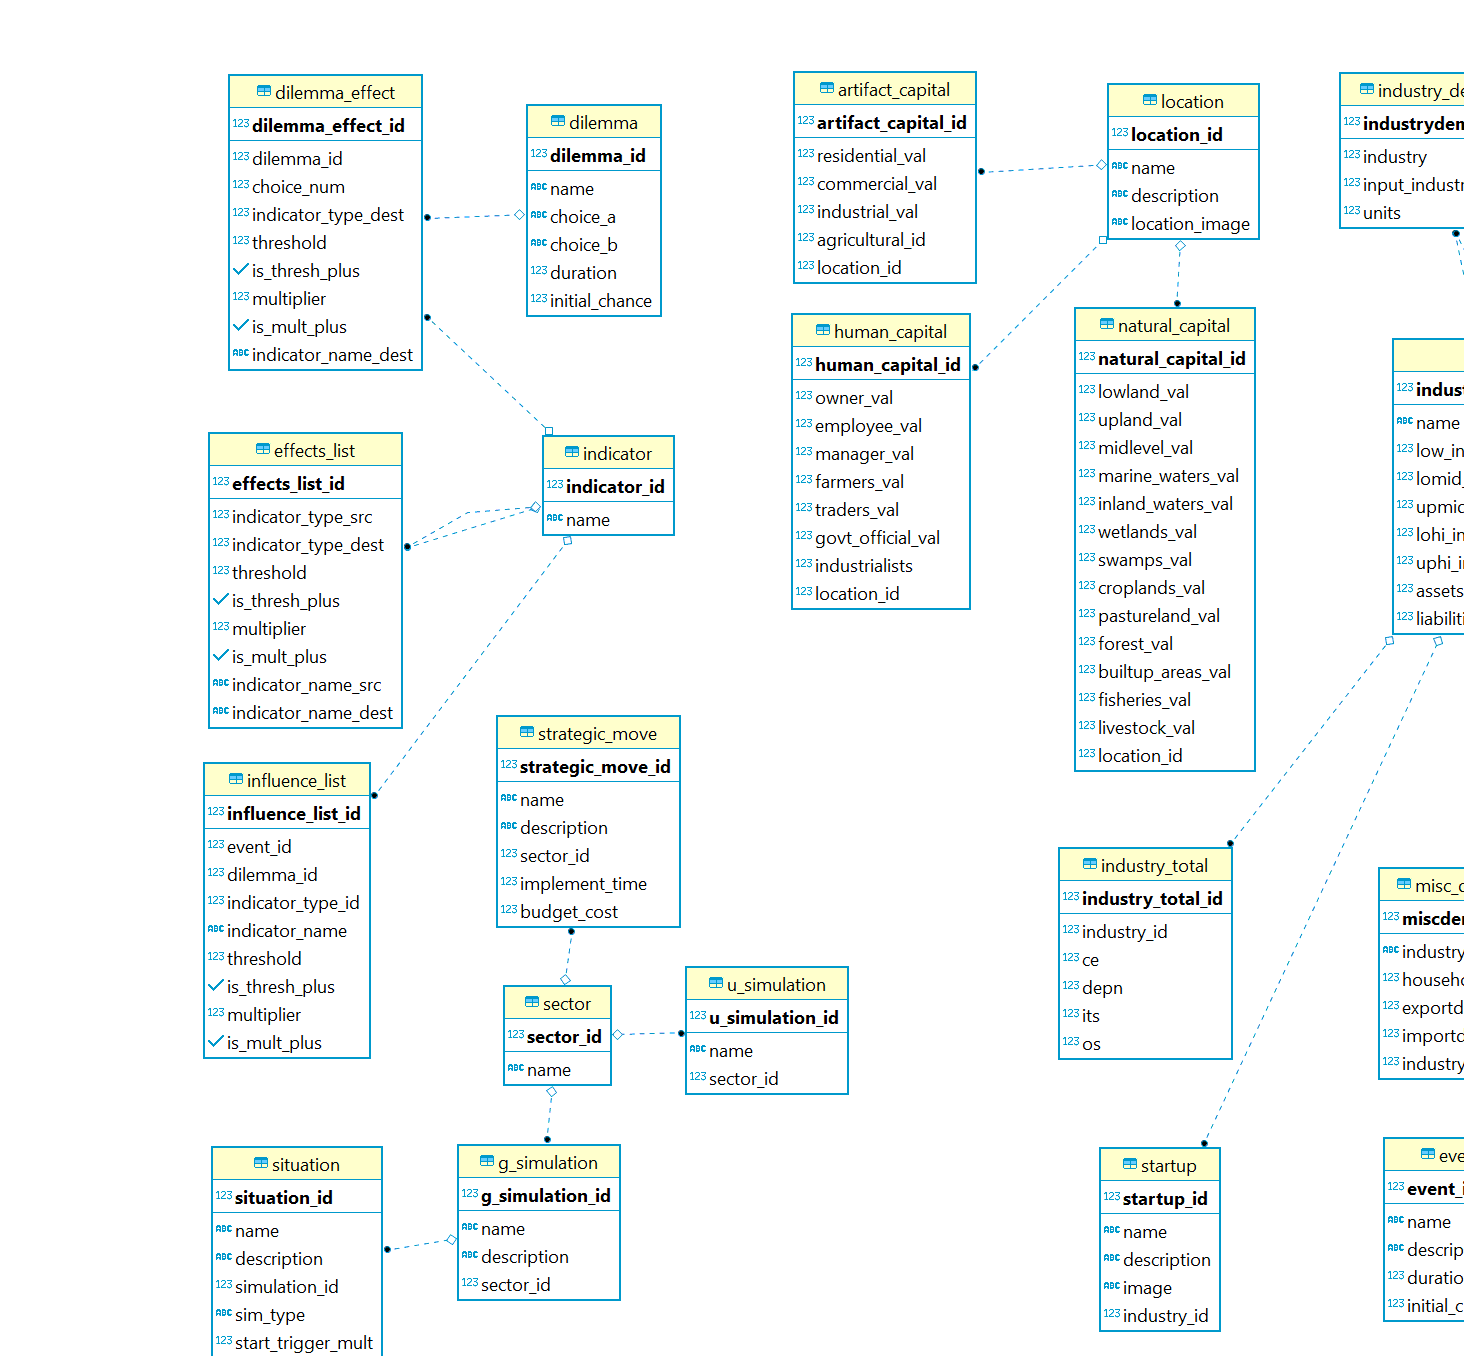 dilemma_effect
123 dilemma_effect_id
123 dilemma_id
123 choice_num
123 indicator_type_dest
123 threshold
is_thresh_plus
123 multiplier
is_mult_plus
ABC indicator_name_dest
dilemma
123 dilemma_id
ABC name
ABC choice_a
ABC choice_b
123 duration
123 initial_chance
artifact_capital
123 artifact_capital_id
123 residential_val
123 commercial_val
123 industrial_val
123 agricultural_id
123 location_id
location
123 location_id
ABC name
ABC description
ABC location_image
industry_de
123 industrydem
123 industry
123 input_industr
123 units
human_capital
123 human_capital_id
123 owner_val
123 employee_val
123 manager_val
123 farmers_val
123 traders_val
123 govt_official_val
123 industrialists
123 location_id
natural_capital
123 natural_capital_id
123 lowland_val
123 upland_val
123 midlevel_val
123 marine_waters_val
123 inland_waters_val
123 wetlands_val
123 swamps_val
123 croplands_val
123 pastureland_val
123 forest_val
123 builtup_areas_val
123 fisheries_val
123 livestock_val
123 location_id
123 indust
ABC name
123 low_in
123 lomid_
123 upmid
123 lohi_in
123 uphi_i
123 assets
123 liabiliti
effects_list
123 effects_list_id
123 indicator_type_src
123 indicator_type_dest
123 threshold
is_thresh_plus
123 multiplier
is_mult_plus
ABC indicator_name_src
ABC indicator_name_dest
indicator
123 indicator_id
ABC name
influence_list
123 influence_list_id
123 event_id
123 dilemma_id
123 indicator_type_id
ABC indicator_name
123 threshold
is_thresh_plus
123 multiplier
is_mult_plus
strategic_move
123 strategic_move_id
ABC name
ABC description
123 sector_id
123 implement_time
123 budget_cost
sector
123 sector_id
ABC name
u_simulation
123 u_simulation_id
ABC name
123 sector_id
industry_total
123 industry_total_id
123 industry_id
123 ce
123 depn
123 its
123 os
misc_d
123 miscder
ABC industry
123 househo
123 exportd
123 importd
123 industry
situation
123 situation_id
ABC name
ABC description
123 simulation_id
ABC sim_type
123 start_trigger_mult
g_simulation
123 g_simulation_id
ABC name
ABC description
123 sector_id
startup
123 startup_id
ABC name
ABC description
ABC image
123 industry_id
eve
123 event_i
ABC name
ABC descrip
123 duratio
123 initial_c